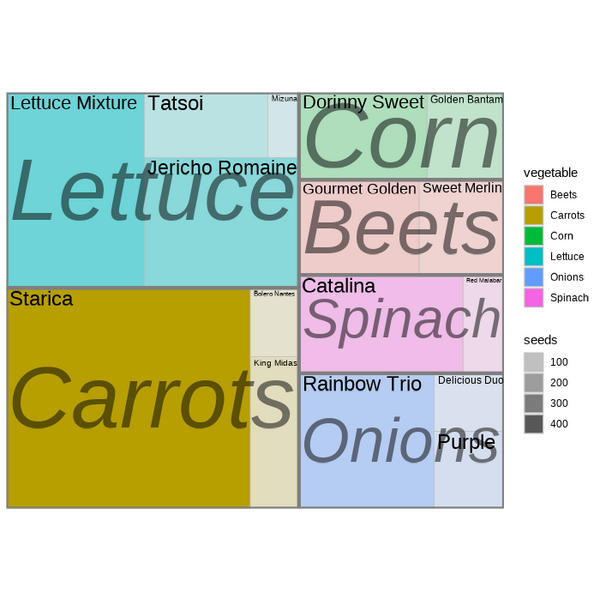 Lettuce Mixture
Tatsoi
Mizuna
Jericho Romaine
Lettuce
Starica
Bolero Nantes
King Midas
Carrots
Dorinny Sweet
Golden Bantam
Corn
Gourmet Golden
Sweet Merlin
Beets
Catalina
Red Malabar
Spinach
Rainbow Trio
Delicious Duo
Purple
Onions
vegetable
Beets
Carrots
Corn
Lettuce
Onions
Spinach
seeds
100
200
300
400